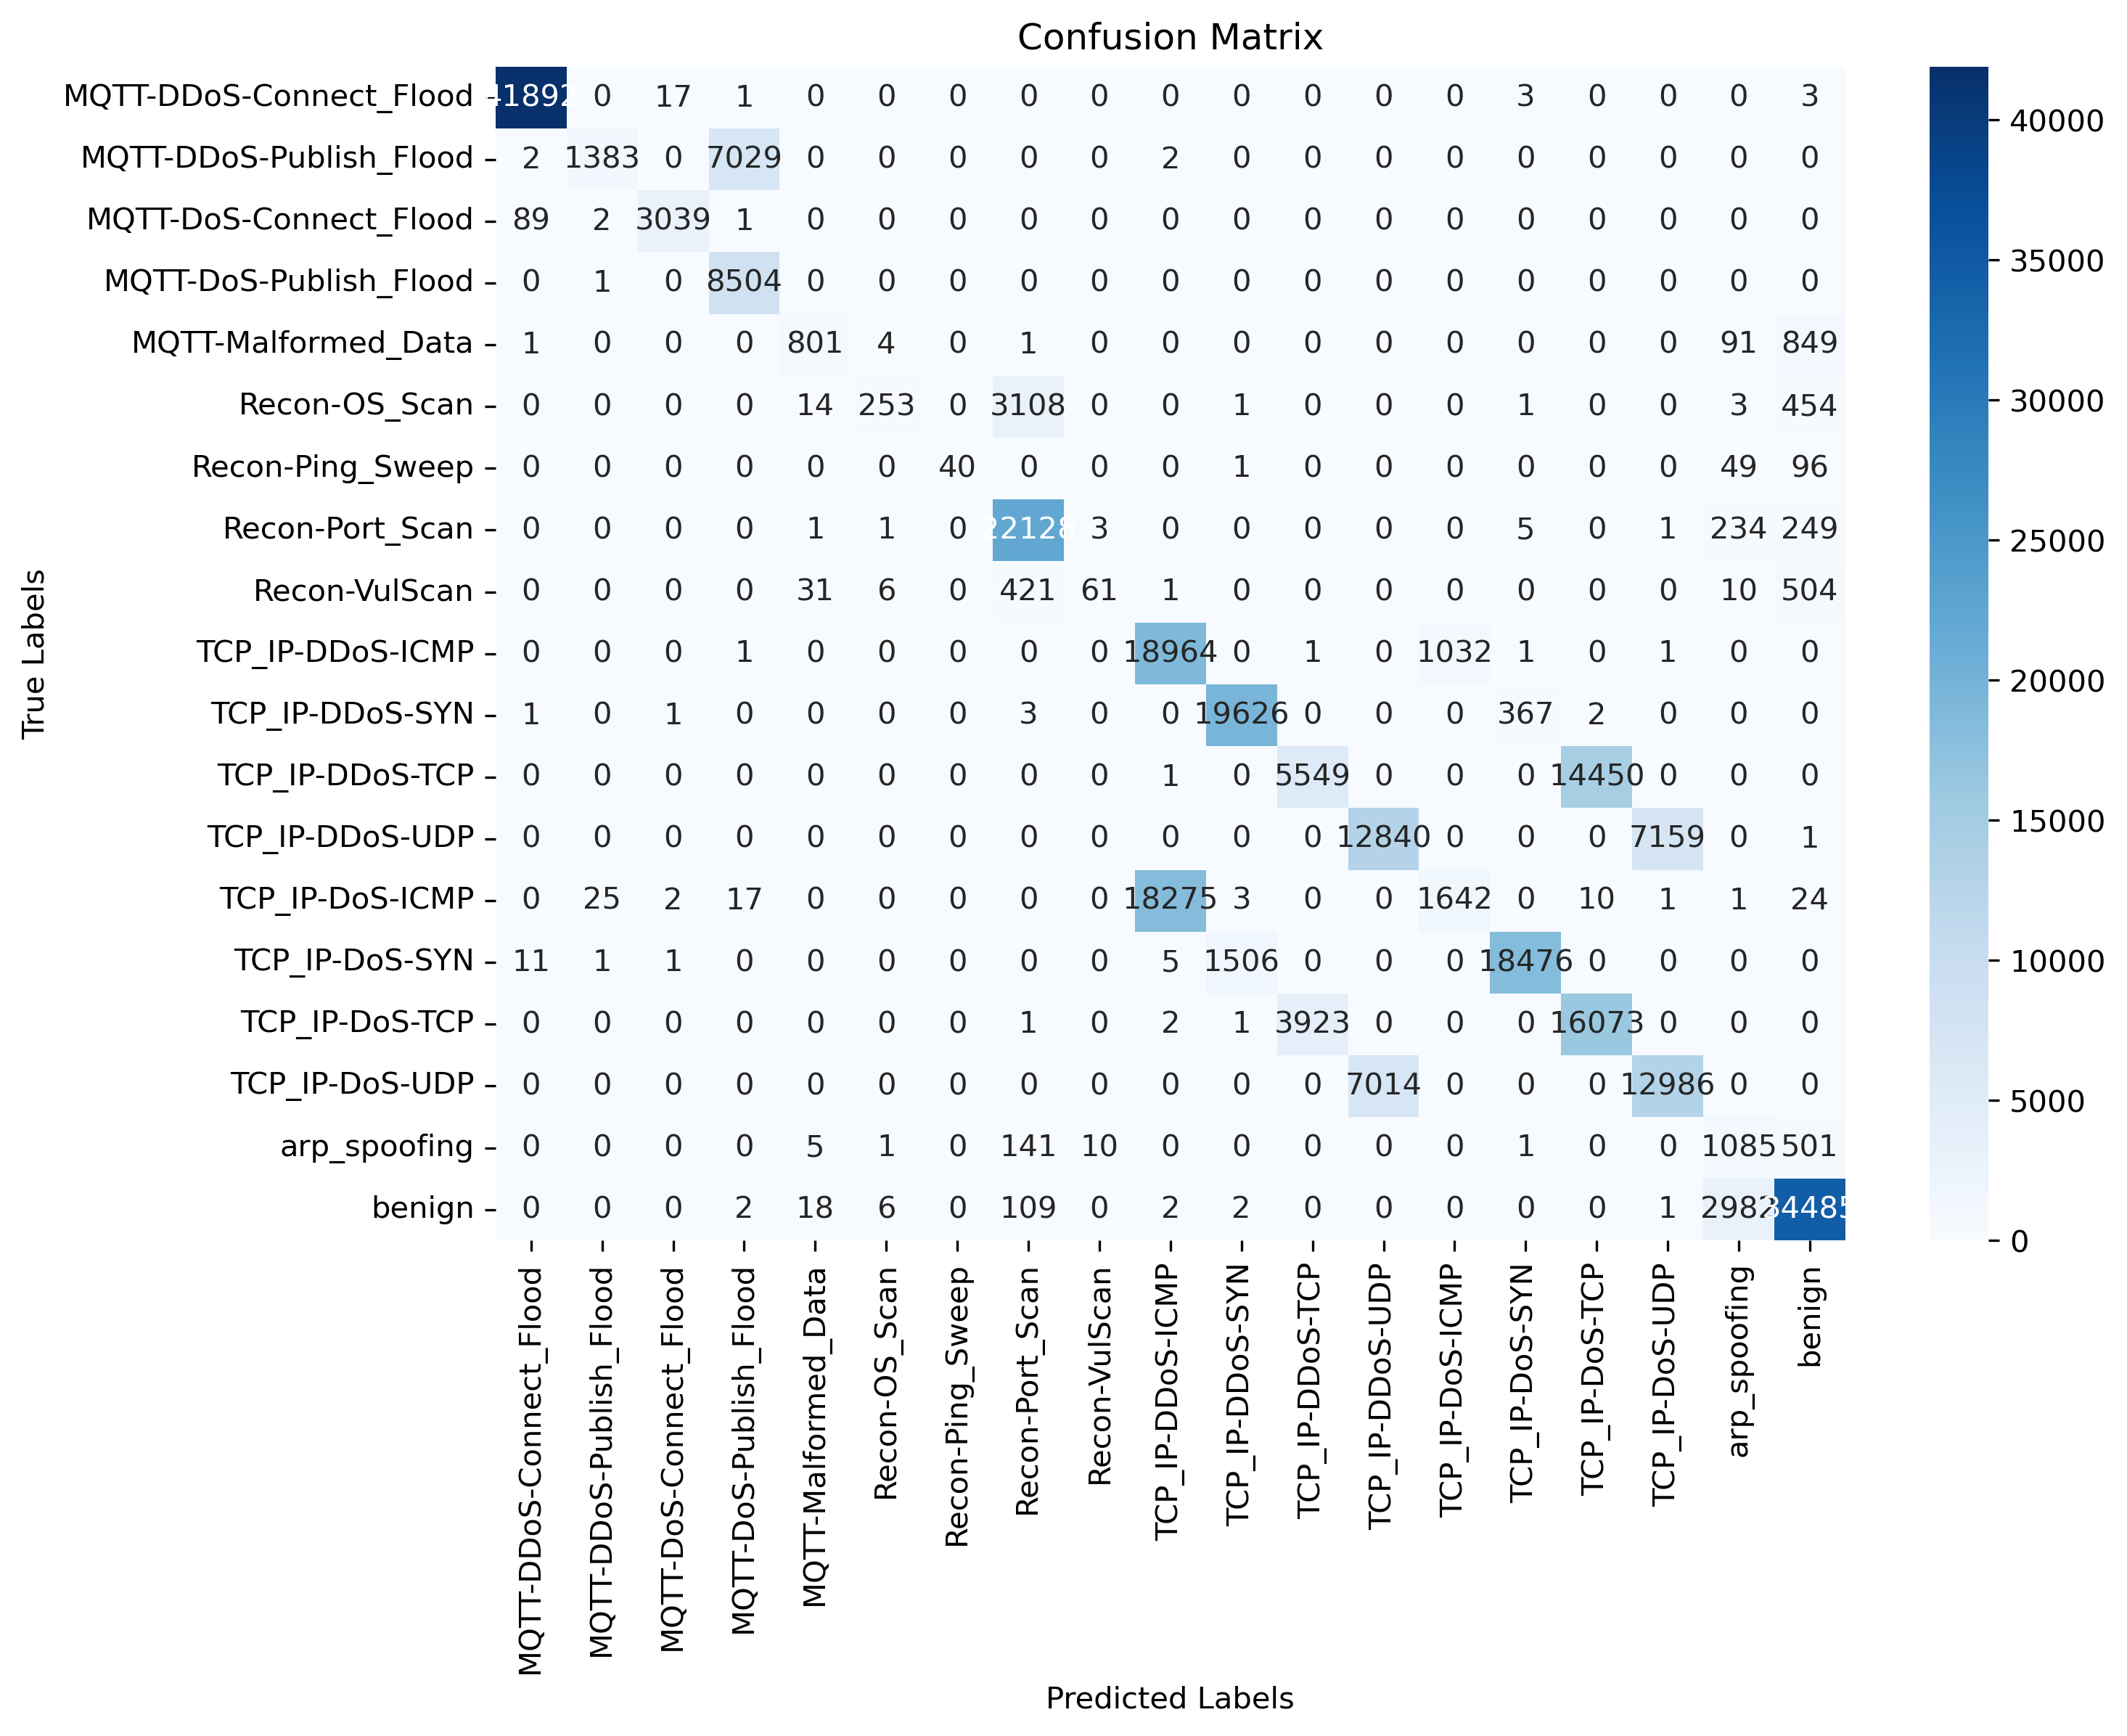 Confusion Matrix
MQTT-DDoS-Connect_Flood 41892 0 17 1 0 0 0 0 0 0 0 0 0 0 3 0 0 0 3
MQTT-DDoS-Publish_Flood 2 1383 0 7029 0 0 0 0 0 2 0 0 0 0 0 0 0 0 0
MQTT-DoS-Connect_Flood 89 2 3039 1 0 0 0 0 0 0 0 0 0 0 0 0 0 0 0
MQTT-DoS-Publish_Flood 0 1 0 8504 0 0 0 0 0 0 0 0 0 0 0 0 0 0 0
MQTT-Malformed_Data 1 0 0 0 801 4 0 1 0 0 0 0 0 0 0 0 0 91 849
Recon-OS_Scan 0 0 0 0 14 253 0 3108 0 0 1 0 0 0 1 0 0 3 454
Recon-Ping_Sweep 0 0 0 0 0 0 40 0 0 0 1 0 0 0 0 0 0 49 96
Recon-Port_Scan 0 0 0 0 1 1 0 22128 3 0 0 0 0 0 5 0 1 234 249
Recon-VulScan 0 0 0 0 31 6 0 421 61 1 0 0 0 0 0 0 0 10 504
TCP_IP-DDoS-ICMP 0 0 0 1 0 0 0 0 0 18964 0 1 0 1032 1 0 1 0 0
TCP_IP-DDoS-SYN 1 0 1 0 0 0 0 3 0 0 19626 0 0 0 367 2 0 0 0
TCP_IP-DDoS-TCP 0 0 0 0 0 0 0 0 0 1 0 5549 0 0 0 14450 0 0 0
TCP_IP-DDoS-UDP 0 0 0 0 0 0 0 0 0 0 0 0 12840 0 0 0 7159 0 1
TCP_IP-DoS-ICMP 0 25 2 17 0 0 0 0 0 18275 3 0 0 1642 0 10 1 1 24
TCP_IP-DoS-SYN 11 1 1 0 0 0 0 0 0 5 1506 0 0 0 18476 0 0 0 0
TCP_IP-DoS-TCP 0 0 0 0 0 0 0 1 0 2 1 3923 0 0 0 16073 0 0 0
TCP_IP-DoS-UDP 0 0 0 0 0 0 0 0 0 0 0 0 7014 0 0 0 12986 0 0
arp_spoofing 0 0 0 0 5 1 0 141 10 0 0 0 0 0 1 0 0 1085 501
benign 0 0 0 2 18 6 0 109 0 2 2 0 0 0 0 0 1 2982 34485
True Labels
MQTT-DDoS-Connect_Flood
MQTT-DDoS-Publish_Flood
MQTT-DoS-Connect_Flood
MQTT-DoS-Publish_Flood
MQTT-Malformed_Data
Recon-OS_Scan
Recon-Ping_Sweep
Recon-Port_Scan
Recon-VulScan
TCP_IP-DDoS-ICMP
TCP_IP-DDoS-SYN
TCP_IP-DDoS-TCP
TCP_IP-DDoS-UDP
TCP_IP-DoS-ICMP
TCP_IP-DoS-SYN
TCP_IP-DoS-TCP
TCP_IP-DoS-UDP
arp_spoofing
benign
Predicted Labels
40000
35000
30000
25000
20000
15000
10000
5000
0